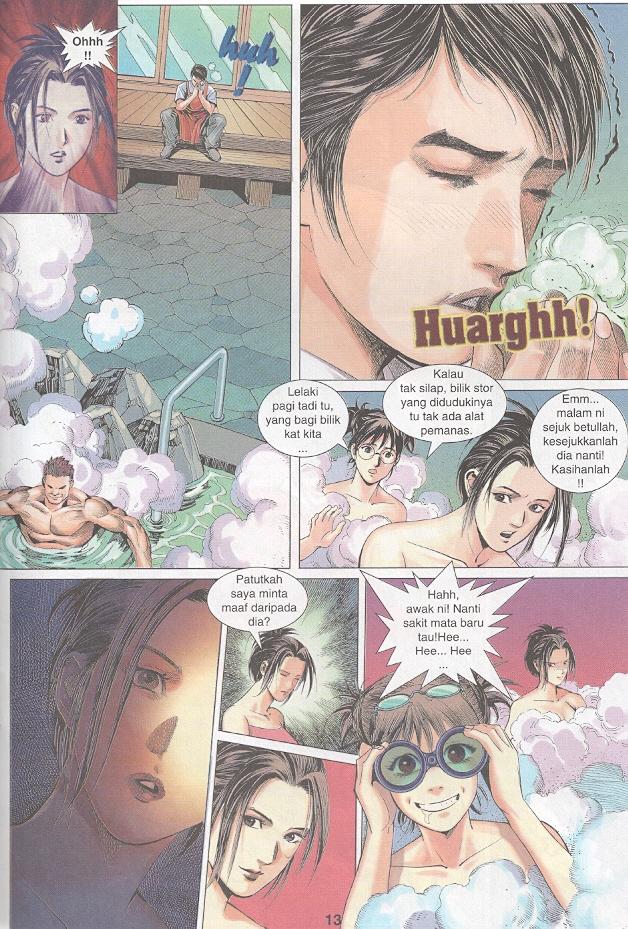 Ohhh
!!
huh
!
Huarghh!
Lelaki
pagi tadi tu,
yang bagi bilik
kat kita
...
Kalau
tak silap, bilik stor
yang didudukinya
tu tak ada alat
pemanas.
Emm...
malam ni
sejuk betullah,
kesejukkanlah
dia nanti!
Kasihanlah
!!
Patutkah
saya minta
maaf daripada
dia?
Hahh,
awak ni! Nanti
sakit mata baru
tau!Hee...
Hee... Hee
...
13